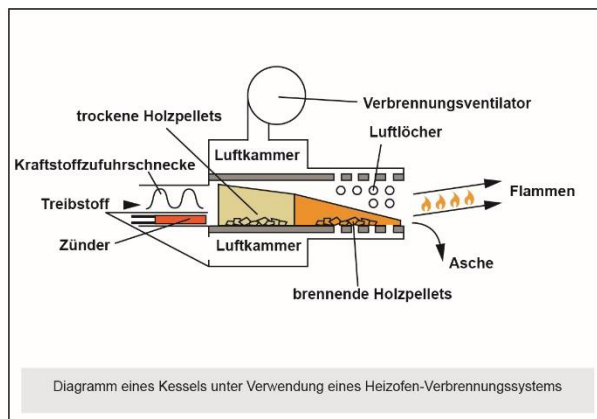 Verbrennungsventilator
trockene Holzpellets
Luftlöcher
Luftkammer
Kraftstoffzufuhrschnecke
Flammen
Treibstoff
Zünder
Luftkammer
Asche
brennende Holzpellets
Diagramm eines Kessels unter Verwendung eines Heizofen-Verbrennungssystems